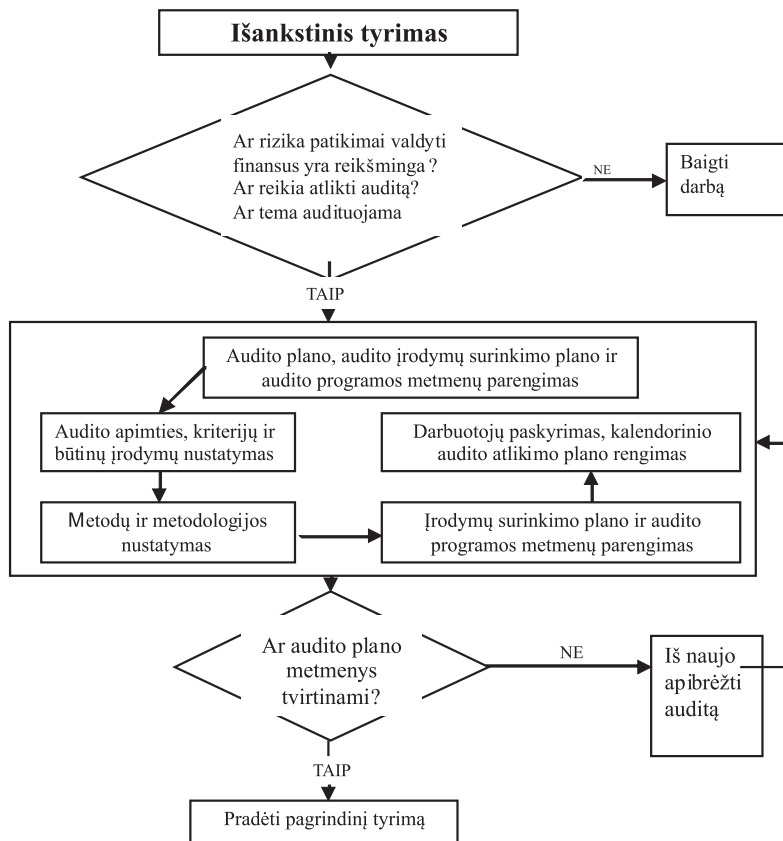 Išankstinis tyrimas
Ar rizika patikimai valdyti
finansus yra reikšminga?
Ar reikia atlikti auditą?
Ar tema audituojama
NE
Baigti
darbą
TAIP
Audito plano, audito įrodymų surinkimo plano ir
audito programos metmenų parengimas
Audito apimties, kriterijų ir
būtinų įrodymų nustatymas
Darbuotojų paskyrimas, kalendorinio
audito atlikimo plano rengimas
Metodų ir metodologijos
nustatymas
Įrodymų surinkimo plano ir audito
programos metmenų parengimas
Ar audito plano
metmenys
tvirtinami?
NE
Iš naujo
apibrėžti
auditą
TAIP
Pradėti pagrindinį tyrimą